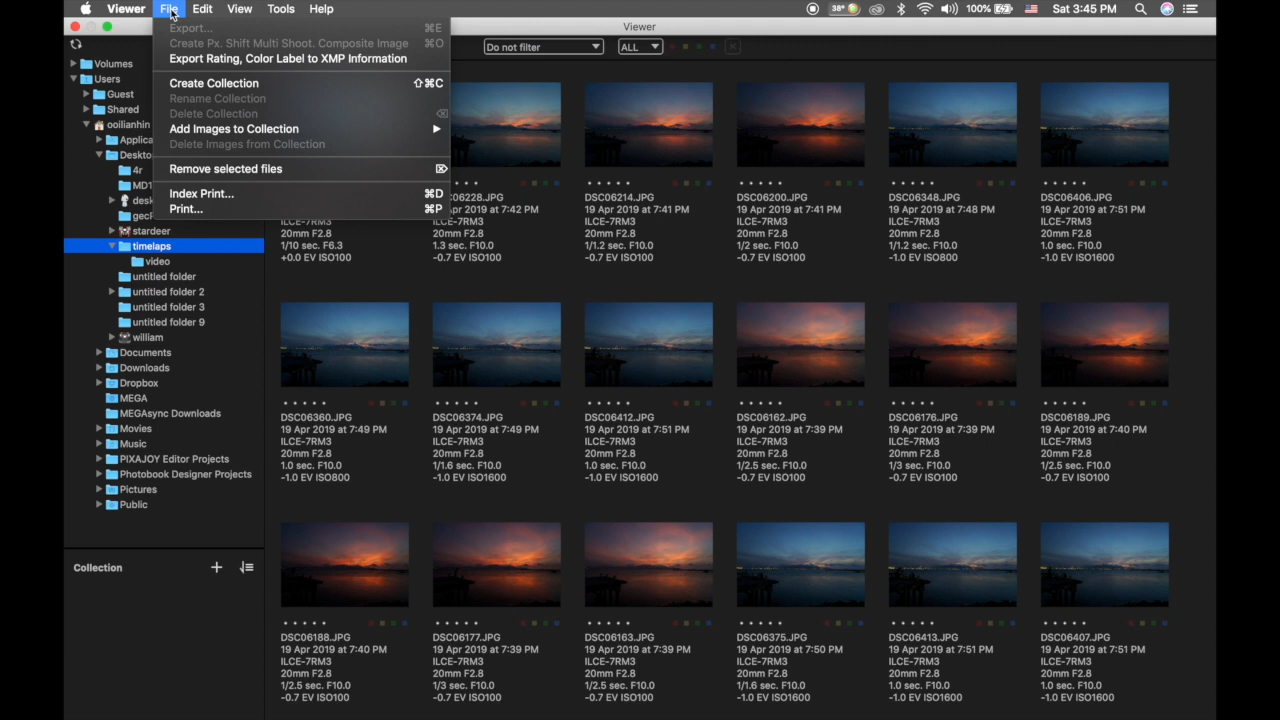 Viewer File Edit View Tools Help 38° 100% Sat 3:45 PM
Viewer
Do not filter ALL
Export... ⌘E
Create Px. Shift Multi Shoot. Composite Image ⌘O
Export Rating, Color Label to XMP Information
Create Collection ⇧⌘C
Rename Collection
Delete Collection ⌫
Add Images to Collection ▶
Delete Images from Collection
Remove selected files ⌦
Index Print... ⌘D
Print... ⌘P
Volumes
Users
Guest
Shared
ooilianhin
Applica
Deskto
4r
MD1
desk
stardeer
timelaps
video
untitled folder
untitled folder 2
untitled folder 3
untitled folder 9
william
Documents
Downloads
Dropbox
MEGA
MEGAsync Downloads
Movies
Music
PIXAJOY Editor Projects
Photobook Designer Projects
Pictures
Public
Collection
ILCE-7RM3
20mm F2.8
1/10 sec. F6.3
+0.0 EV ISO100
06228.JPG
2019 at 7:42 PM
ILCE-7RM3
20mm F2.8
1.3 sec. F10.0
-0.7 EV ISO100
DSC06214.JPG
19 Apr 2019 at 7:41 PM
ILCE-7RM3
20mm F2.8
1/1.2 sec. F10.0
-0.7 EV ISO100
DSC06200.JPG
19 Apr 2019 at 7:41 PM
ILCE-7RM3
20mm F2.8
1/2 sec. F10.0
-0.7 EV ISO100
DSC06348.JPG
19 Apr 2019 at 7:48 PM
ILCE-7RM3
20mm F2.8
1/1.2 sec. F10.0
-1.0 EV ISO800
DSC06406.JPG
19 Apr 2019 at 7:51 PM
ILCE-7RM3
20mm F2.8
1.0 sec. F10.0
-1.0 EV ISO1600
DSC06360.JPG
19 Apr 2019 at 7:49 PM
ILCE-7RM3
20mm F2.8
1.0 sec. F10.0
-1.0 EV ISO800
DSC06374.JPG
19 Apr 2019 at 7:49 PM
ILCE-7RM3
20mm F2.8
1/1.6 sec. F10.0
-1.0 EV ISO1600
DSC06412.JPG
19 Apr 2019 at 7:51 PM
ILCE-7RM3
20mm F2.8
1.0 sec. F10.0
-1.0 EV ISO1600
DSC06162.JPG
19 Apr 2019 at 7:39 PM
ILCE-7RM3
20mm F2.8
1/2.5 sec. F10.0
-0.7 EV ISO100
DSC06176.JPG
19 Apr 2019 at 7:39 PM
ILCE-7RM3
20mm F2.8
1/3 sec. F10.0
-0.7 EV ISO100
DSC06189.JPG
19 Apr 2019 at 7:40 PM
ILCE-7RM3
20mm F2.8
1/2.5 sec. F10.0
-0.7 EV ISO100
DSC06188.JPG
19 Apr 2019 at 7:40 PM
ILCE-7RM3
20mm F2.8
1/2.5 sec. F10.0
-0.7 EV ISO100
DSC06177.JPG
19 Apr 2019 at 7:39 PM
ILCE-7RM3
20mm F2.8
1/3 sec. F10.0
-0.7 EV ISO100
DSC06163.JPG
19 Apr 2019 at 7:39 PM
ILCE-7RM3
20mm F2.8
1/2.5 sec. F10.0
-0.7 EV ISO100
DSC06375.JPG
19 Apr 2019 at 7:50 PM
ILCE-7RM3
20mm F2.8
1/1.6 sec. F10.0
-1.0 EV ISO1600
DSC06413.JPG
19 Apr 2019 at 7:51 PM
ILCE-7RM3
20mm F2.8
1.0 sec. F10.0
-1.0 EV ISO1600
DSC06407.JPG
19 Apr 2019 at 7:51 PM
ILCE-7RM3
20mm F2.8
1.0 sec. F10.0
-1.0 EV ISO1600